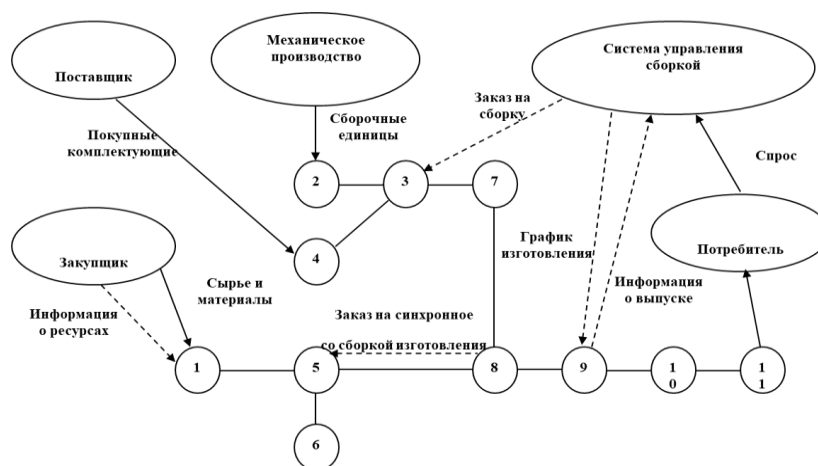 Механическое
производство
Система управления
сборкой
Поставщик
Заказ на
сборку
Сборочные
единицы
Покупные
комплектующие
Спрос
2
3
7
4
График
изготовления
Потребитель
Закупщик
Сырье и
материалы
Информация
о выпуске
Информация
о ресурсах
Заказ на синхронное
со сборкой изготовления
1
5
8
9
1
0
1
1
6